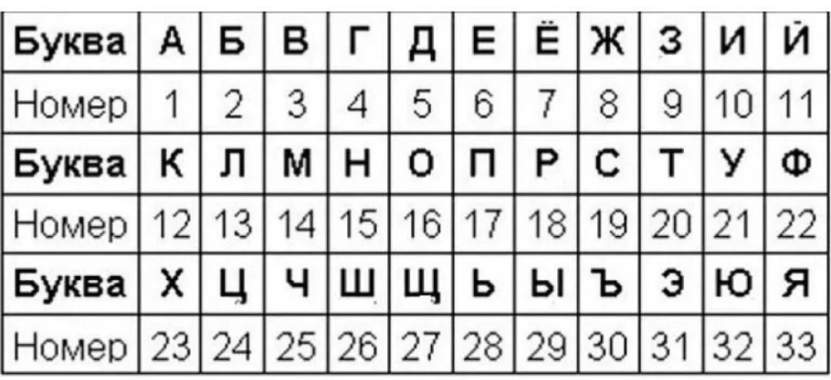 Буква А Б В Г Д Е Ё Ж З И Й
Номер 1 2 3 4 5 6 7 8 9 10 11
Буква К Л М Н О П Р С Т У Ф
Номер 12 13 14 15 16 17 18 19 20 21 22
Буква Х Ц Ч Ш Щ Ь Ы Ъ Э Ю Я
Номер 23 24 25 26 27 28 29 30 31 32 33